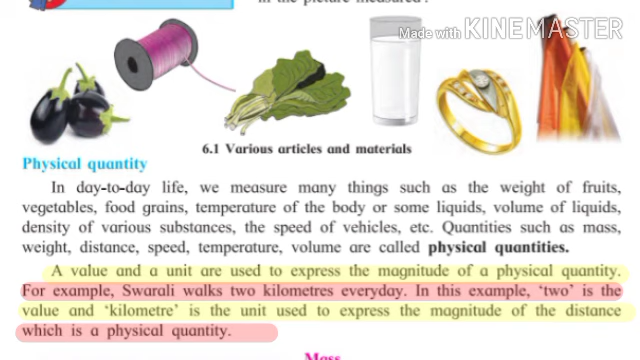 in the picture measured?
Made with KINEMASTER
6.1 Various articles and materials
Physical quantity
In day-to-day life, we measure many things such as the weight of fruits,
vegetables, food grains, temperature of the body or some liquids, volume of liquids,
density of various substances, the speed of vehicles, etc. Quantities such as mass,
weight, distance, speed, temperature, volume are called physical quantities.
A value and a unit are used to express the magnitude of a physical quantity.
For example, Swarali walks two kilometres everyday. In this example, ‘two’ is the
value and ‘kilometre’ is the unit used to express the magnitude of the distance
which is a physical quantity.
Mass